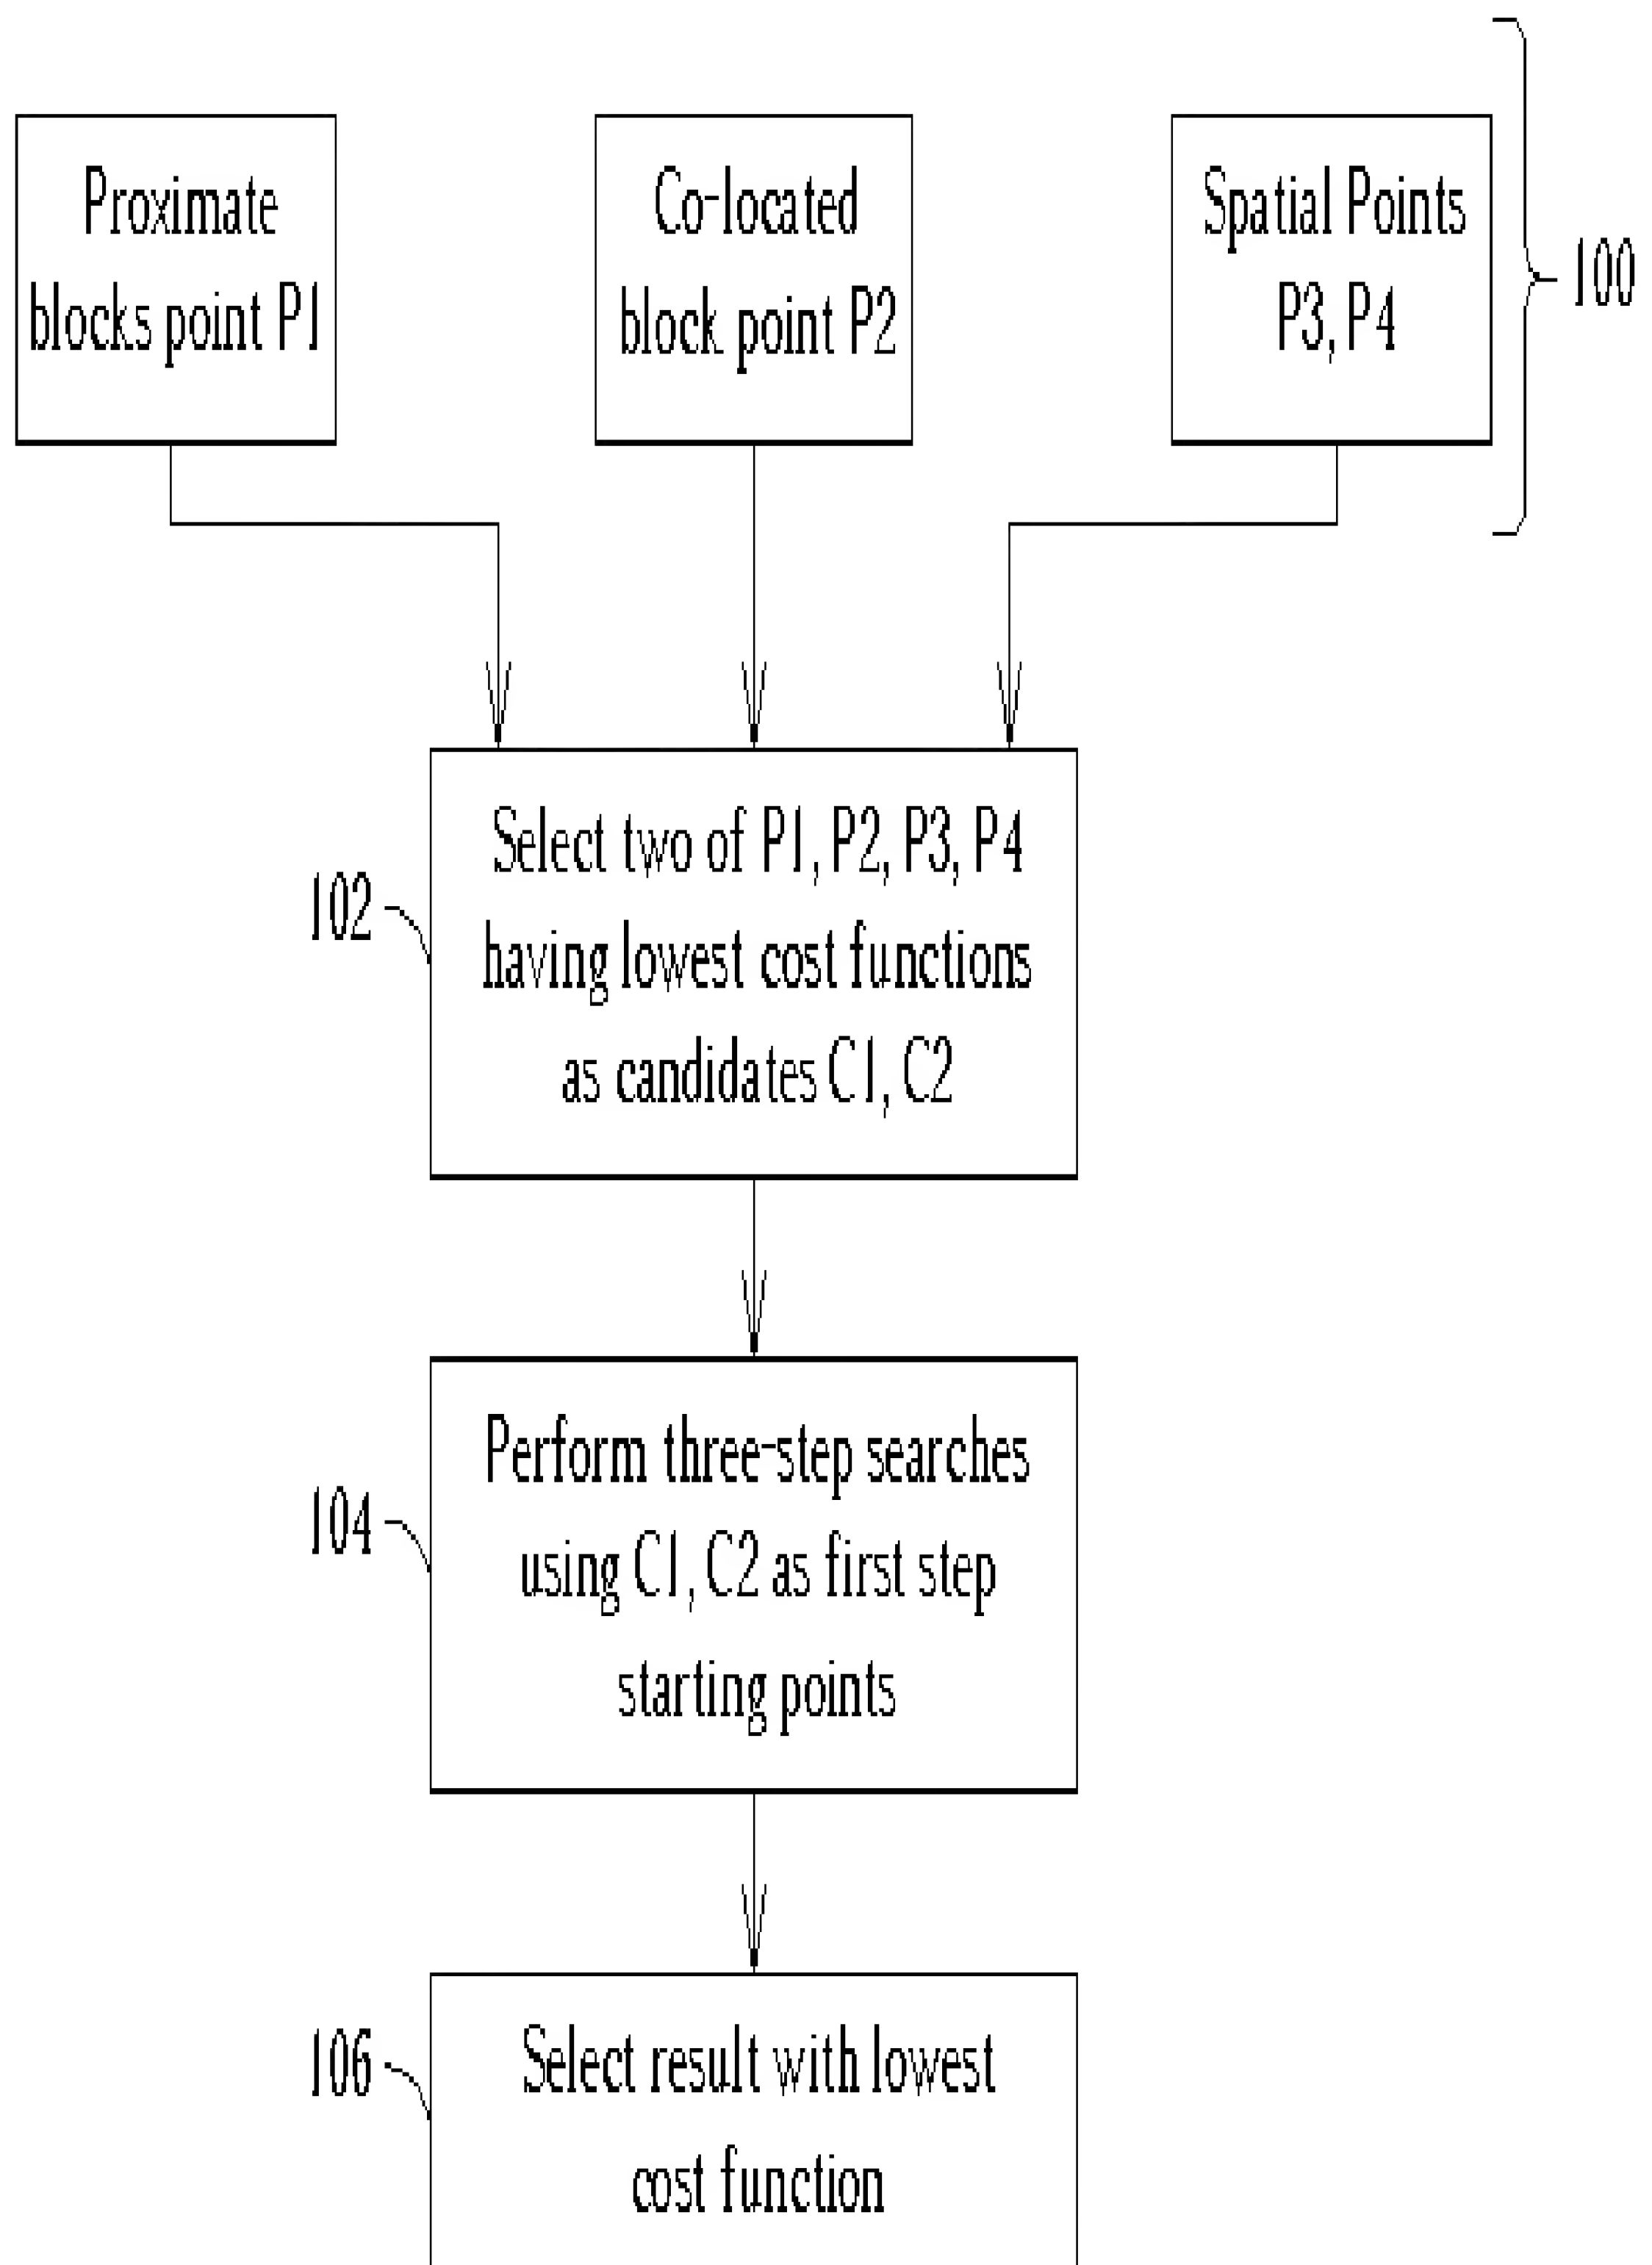 Proximate
blocks point P1
Co-located
block point P2
Spatial Points
P3, P4
100
Select two of P1, P2, P3, P4
having lowest cost functions
as candidates C1, C2
102
Perform three-step searches
using C1, C2 as first step
starting points
104
Select result with lowest
cost function
106